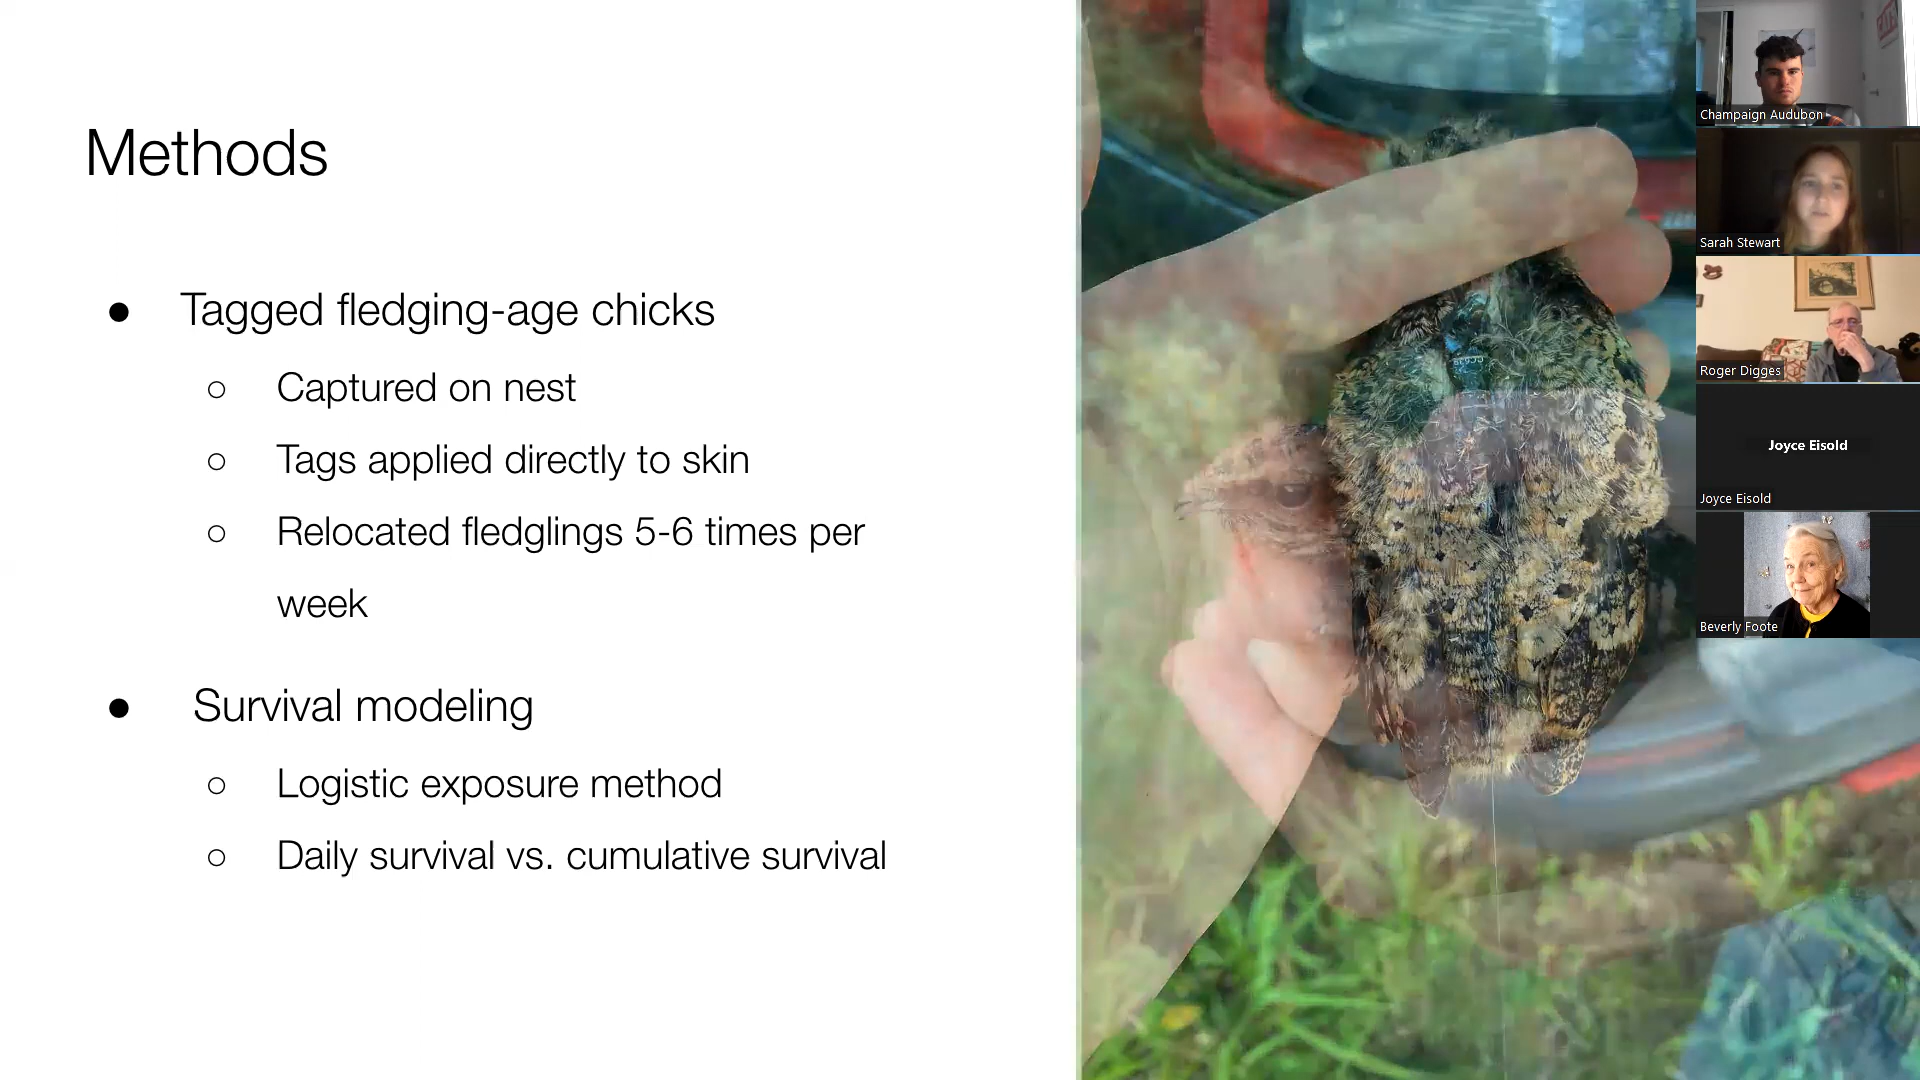 Methods
● Tagged fledging-age chicks
○ Captured on nest
○ Tags applied directly to skin
○ Relocated fledglings 5-6 times per
week
● Survival modeling
○ Logistic exposure method
○ Daily survival vs. cumulative survival
Champaign Audubon
Sarah Stewart
Roger Digges
Joyce Eisold
Joyce Eisold
Beverly Foote